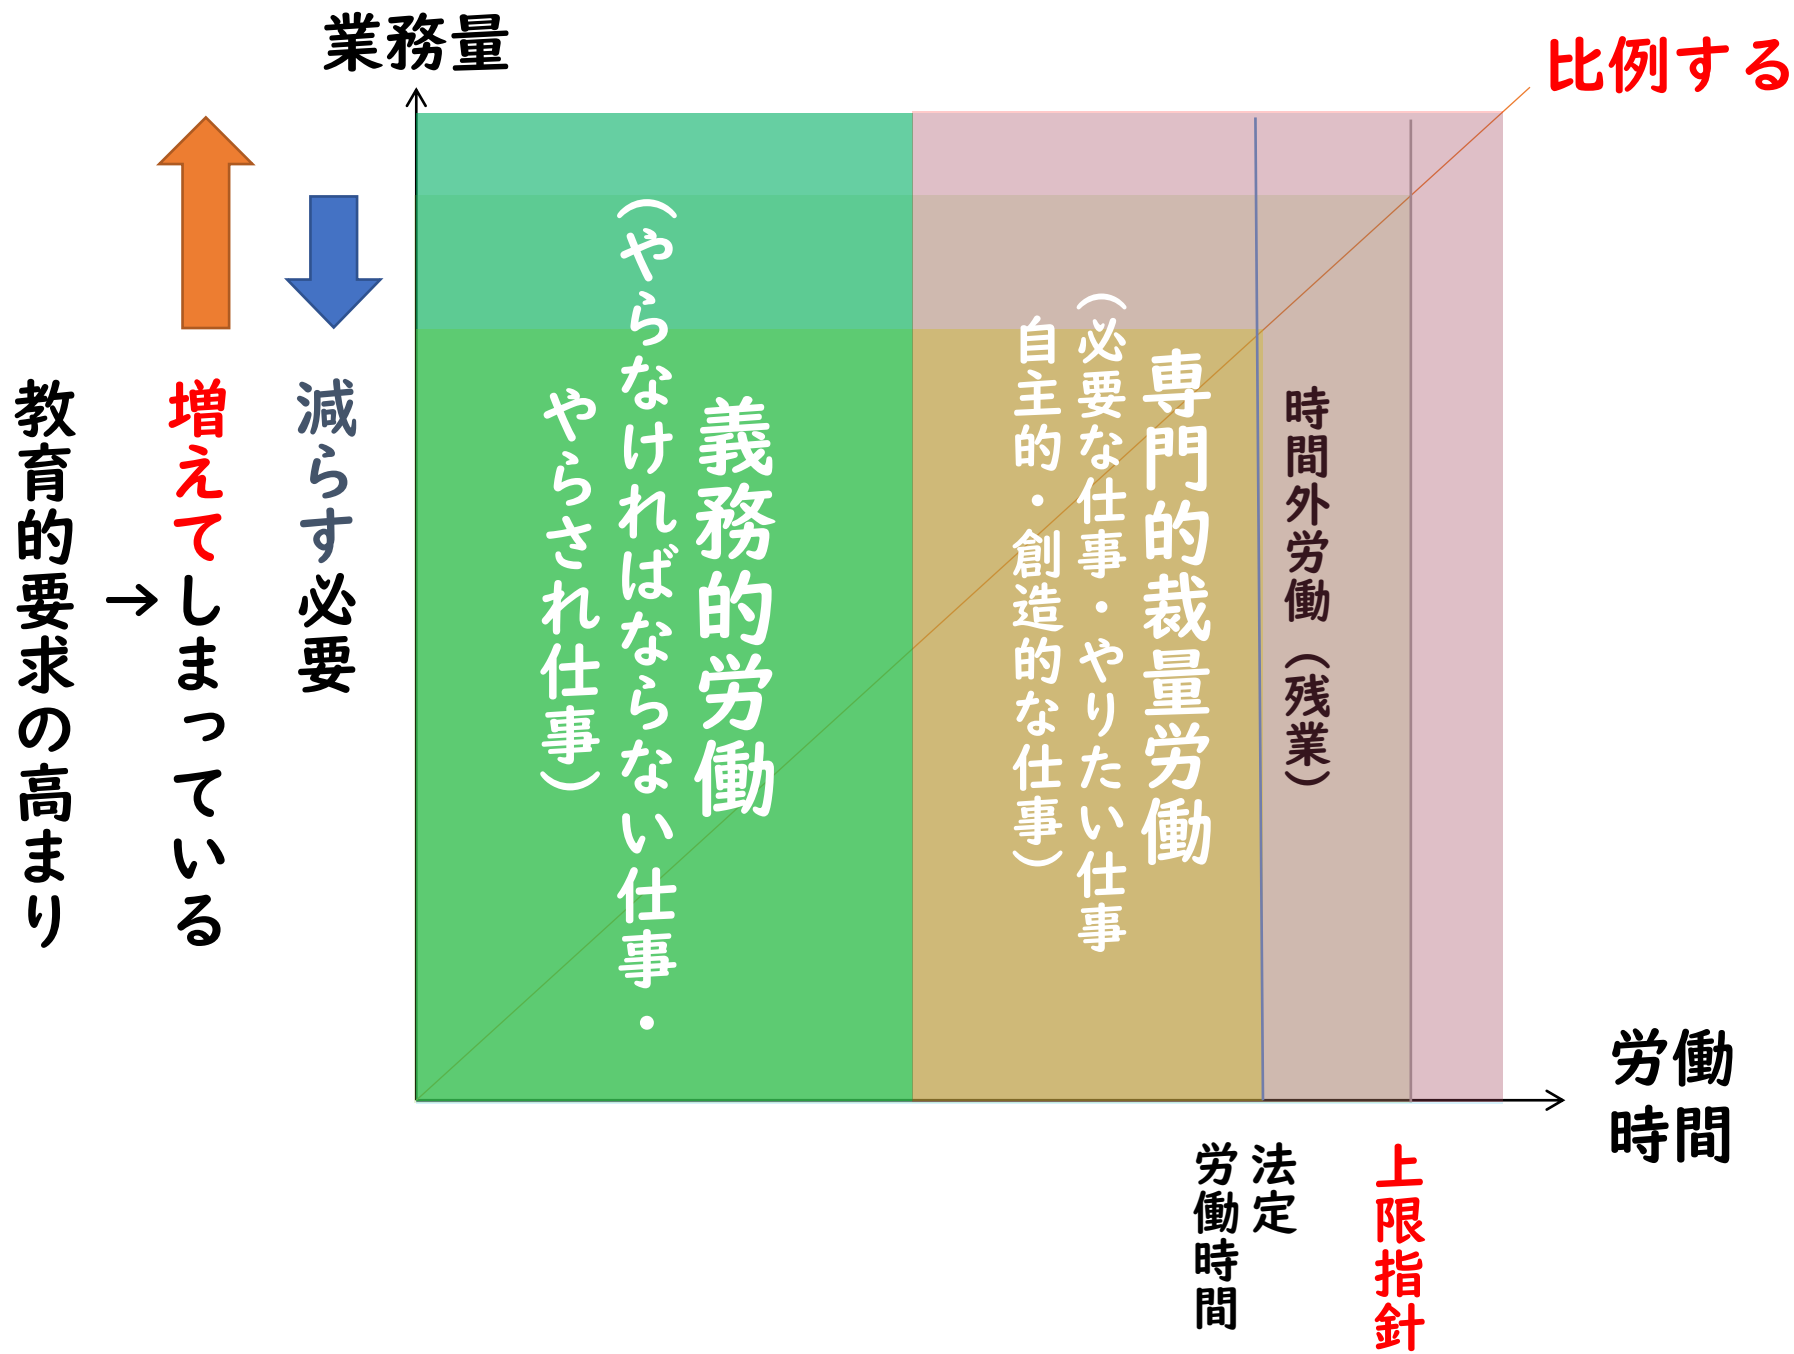 業務量
比例する
教育的要求の高まり
→
増えてしまっている
減らす必要
義務的労働
（やらなければならない仕事・
やらされ仕事）
専門的裁量労働
（必要な仕事・やりたい仕事
自主的・創造的な仕事）
時間外労働（残業）
労働
時間
法定
労働時間
上限指針